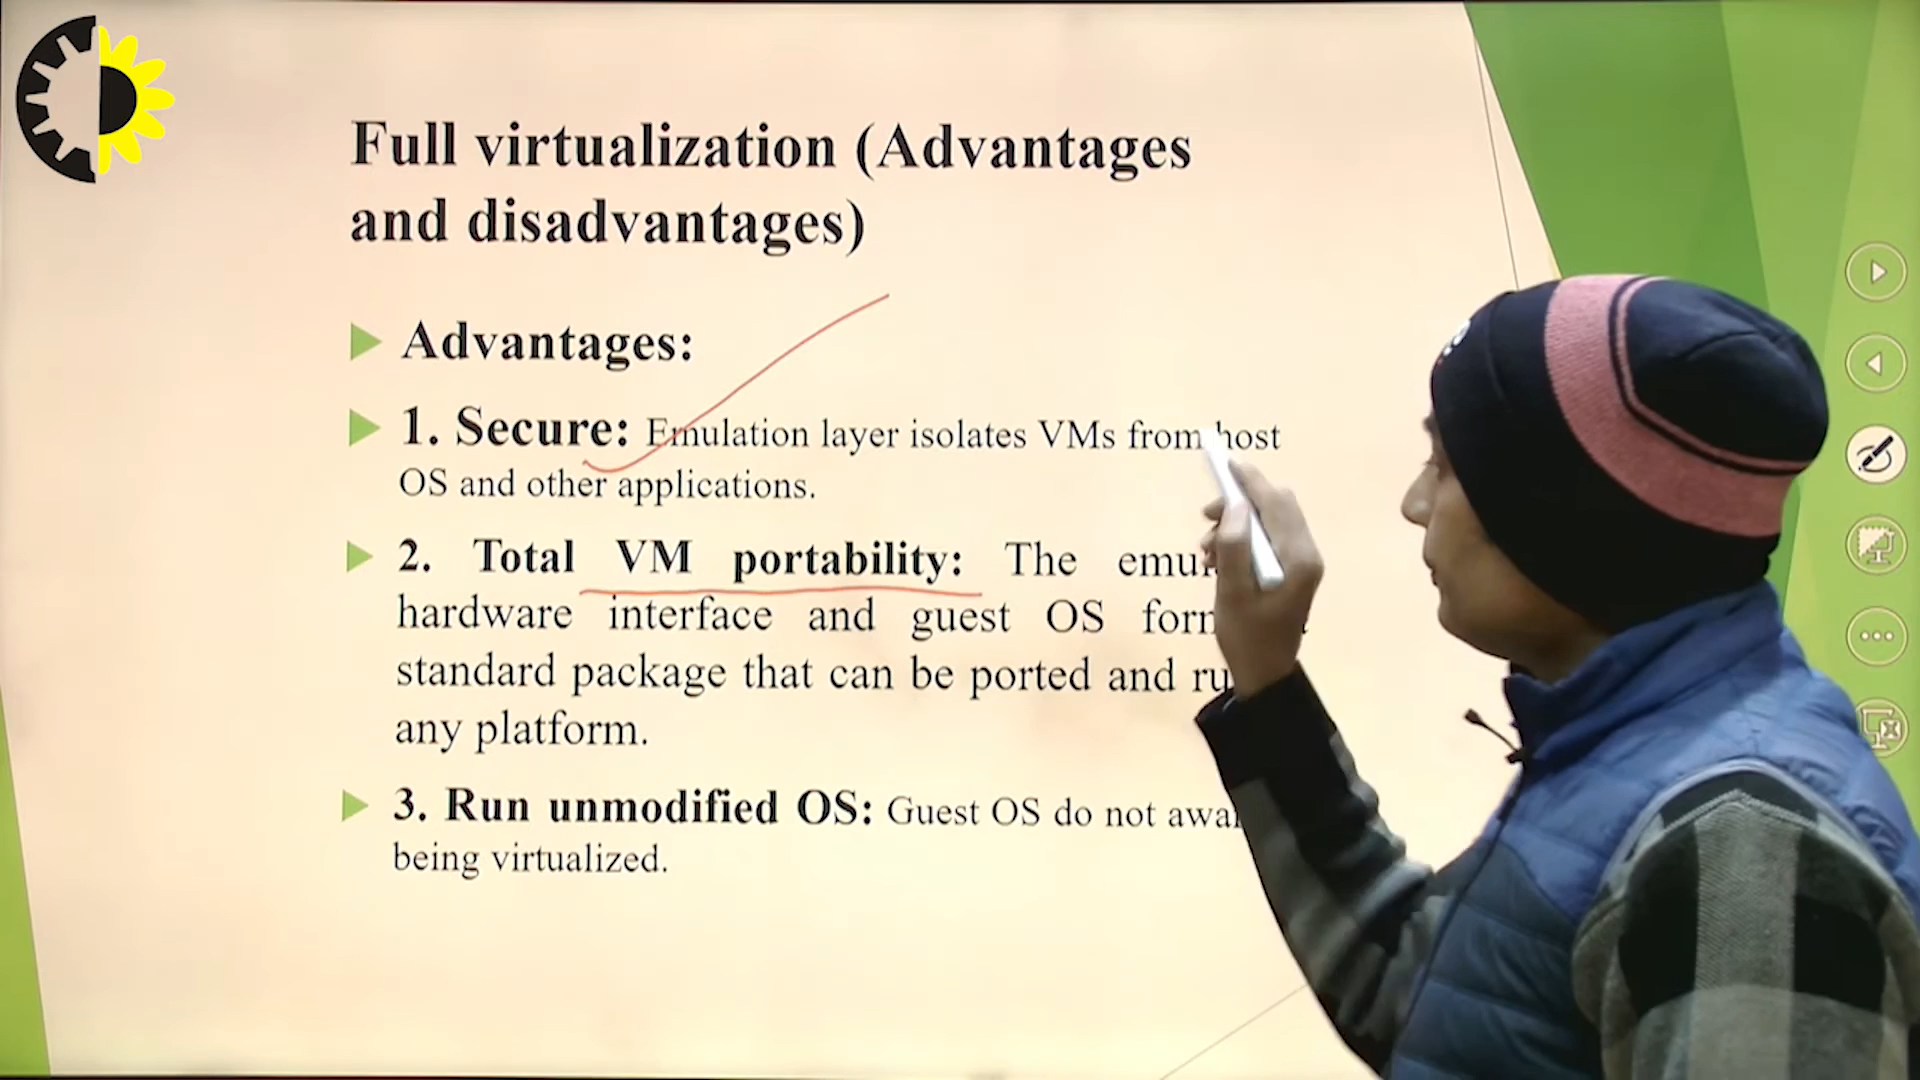 Full virtualization (Advantages
and disadvantages)
Advantages:
1. Secure: Emulation layer isolates VMs from host
OS and other applications.
2. Total VM portability: The
hardware interface and guest OS
standard package that can be ported and
any platform.
3. Run unmodified OS: Guest OS do not
being virtualized.